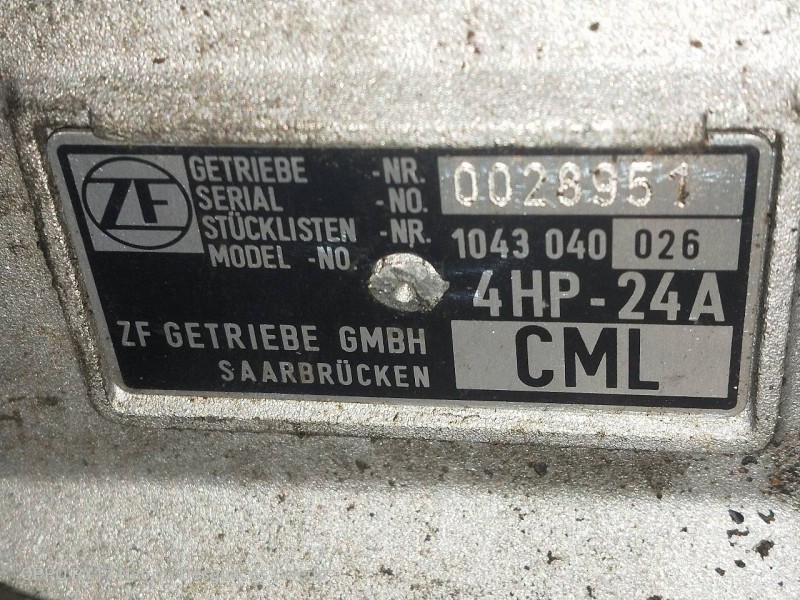 ZF
GETRIEBE -NR.
SERIAL -NO. 0028951
STÜCKLISTEN -NR.
MODEL -NO. 1043 040 026
4HP-24A
ZF GETRIEBE GMBH
SAARBRÜCKEN
CML